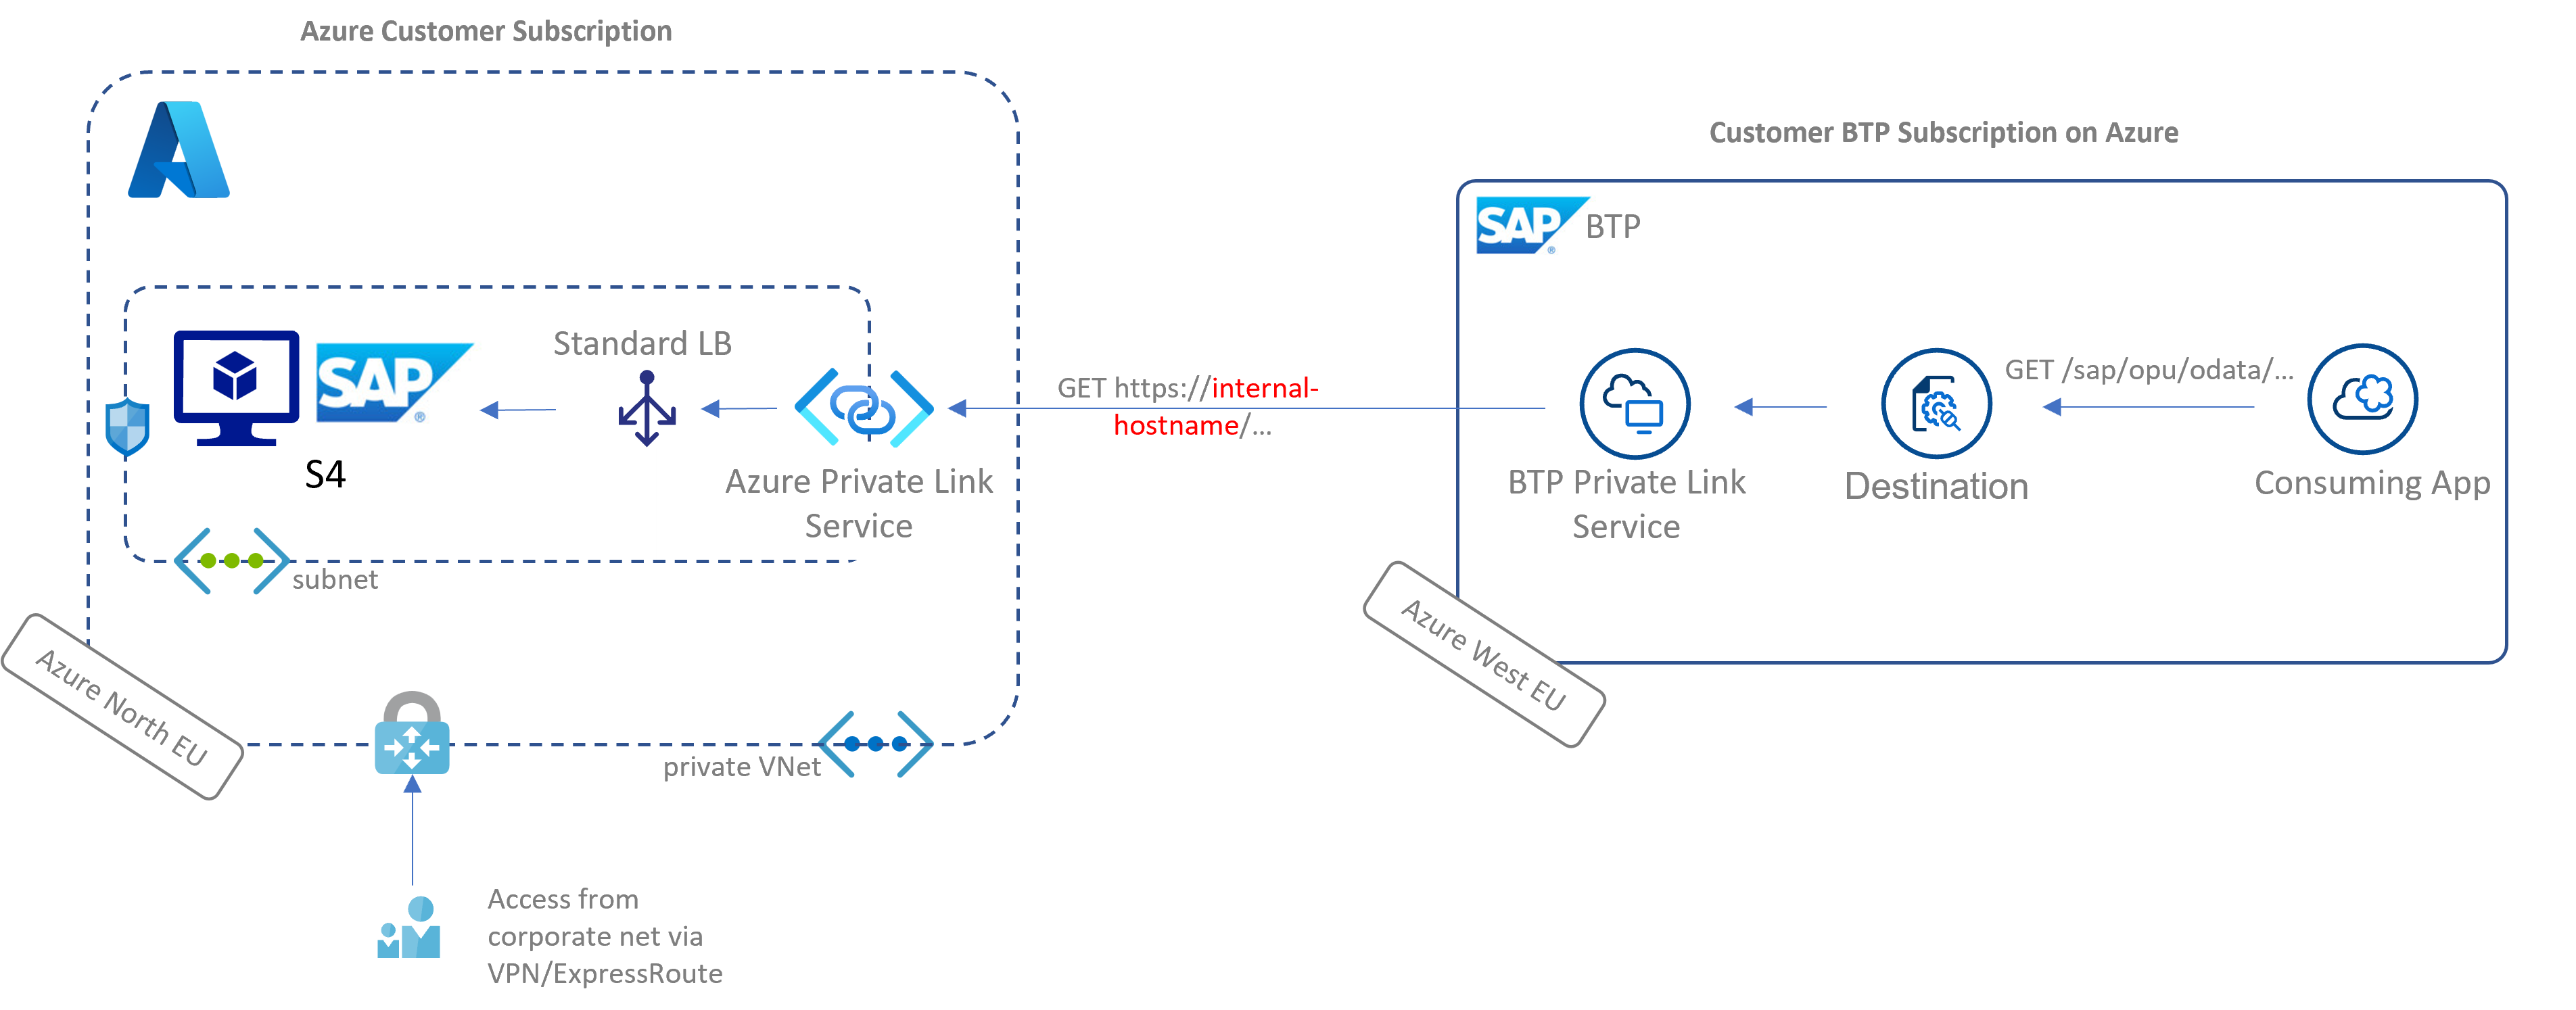 Azure Customer Subscription
Customer BTP Subscription on Azure
SAP®
BTP
Standard LB
SAP®
S4
Azure Private Link
Service
GET https://internal-
hostname/...
BTP Private Link
Service
Destination
GET /sap/opu/odata/...
Consuming App
subnet
Azure North EU
Azure West EU
private VNet
Access from
corporate net via
VPN/ExpressRoute